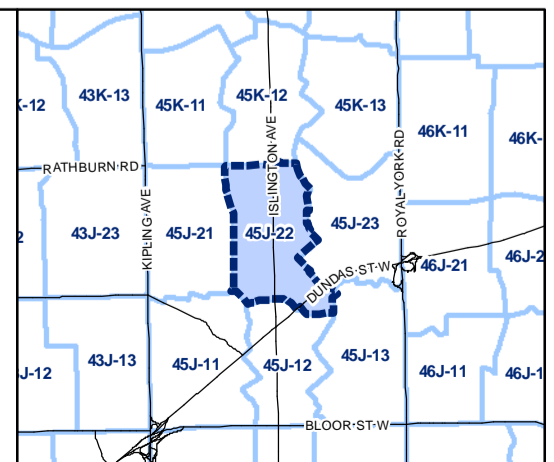 K-12
43K-13
45K-11
45K-12
45K-13
46K-11
46K-
RATHBURN RD
KIPLING AVE
ISLINGTON AVE
ROYAL YORK RD
2
43J-23
45J-21
45J-22
45J-23
46J-21
46J-2
DUNDAS ST W
J-12
43J-13
45J-11
45J-12
45J-13
46J-11
46J-1
BLOOR ST W